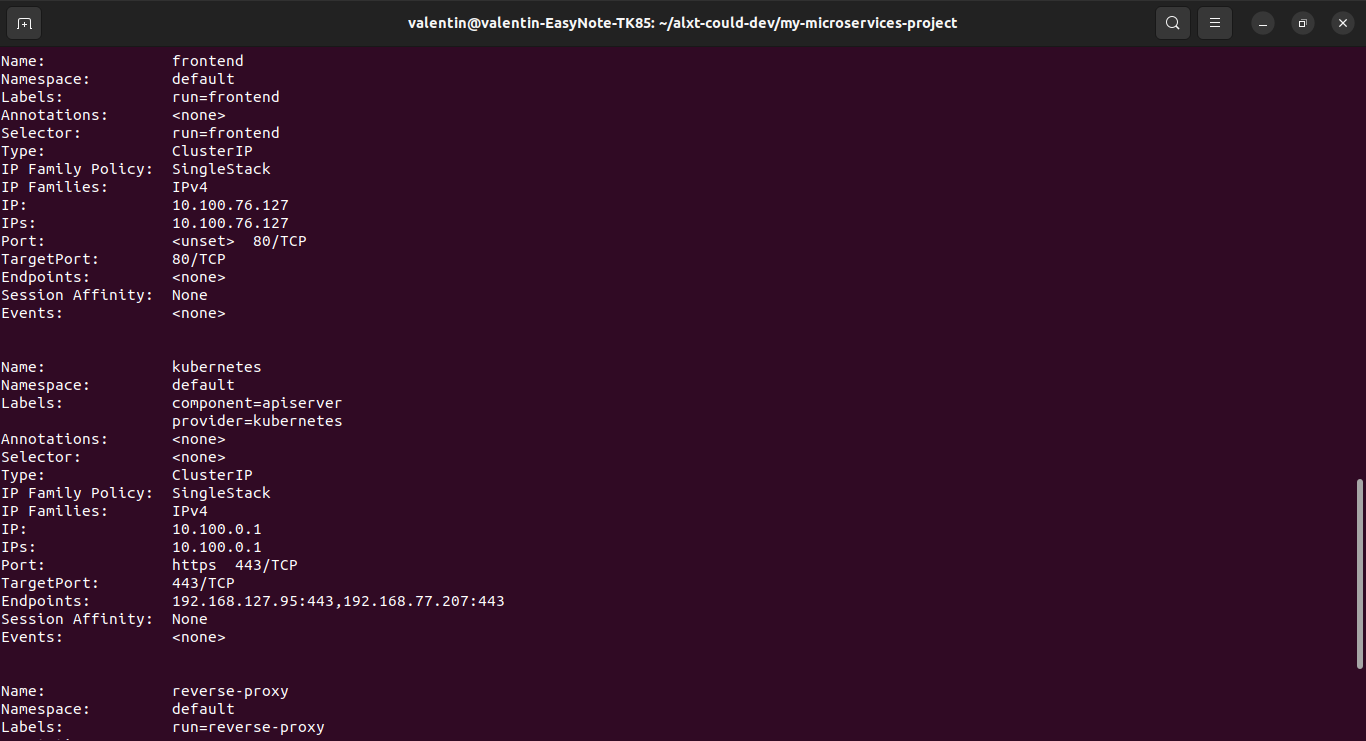 valentin@valentin-EasyNote-TK85: ~/alxt-could-dev/my-microservices-project
Name:              frontend
Namespace:         default
Labels:            run=frontend
Annotations:       <none>
Selector:          run=frontend
Type:              ClusterIP
IP Family Policy:  SingleStack
IP Families:       IPv4
IP:                10.100.76.127
IPs:               10.100.76.127
Port:              <unset>  80/TCP
TargetPort:        80/TCP
Endpoints:         <none>
Session Affinity:  None
Events:            <none>
Name:              kubernetes
Namespace:         default
Labels:            component=apiserver
                   provider=kubernetes
Annotations:       <none>
Selector:          <none>
Type:              ClusterIP
IP Family Policy:  SingleStack
IP Families:       IPv4
IP:                10.100.0.1
IPs:               10.100.0.1
Port:              https  443/TCP
TargetPort:        443/TCP
Endpoints:         192.168.127.95:443,192.168.77.207:443
Session Affinity:  None
Events:            <none>
Name:              reverse-proxy
Namespace:         default
Labels:            run=reverse-proxy